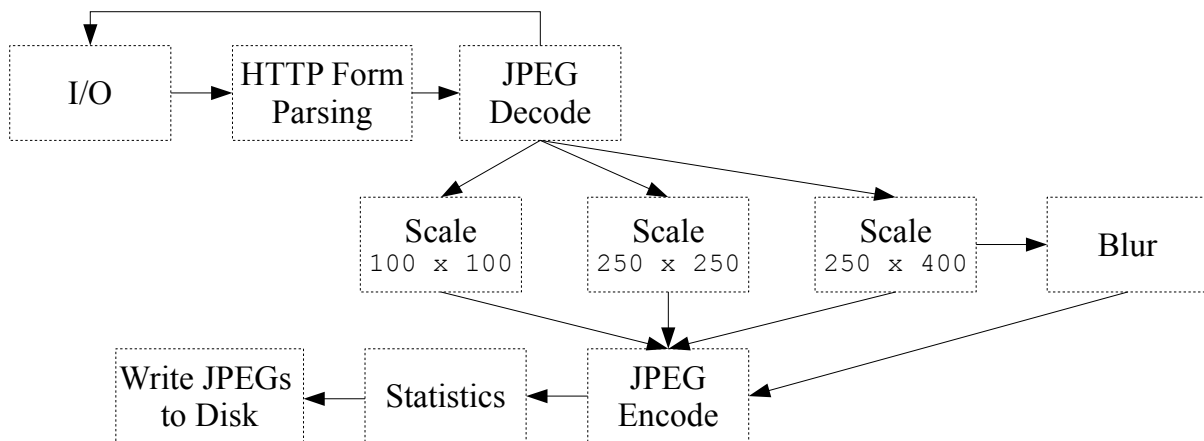 I/O
HTTP Form
Parsing
JPEG
Decode
Scale
100 x 100
Scale
250 x 250
Scale
250 x 400
Blur
Write JPEGs
to Disk
Statistics
JPEG
Encode